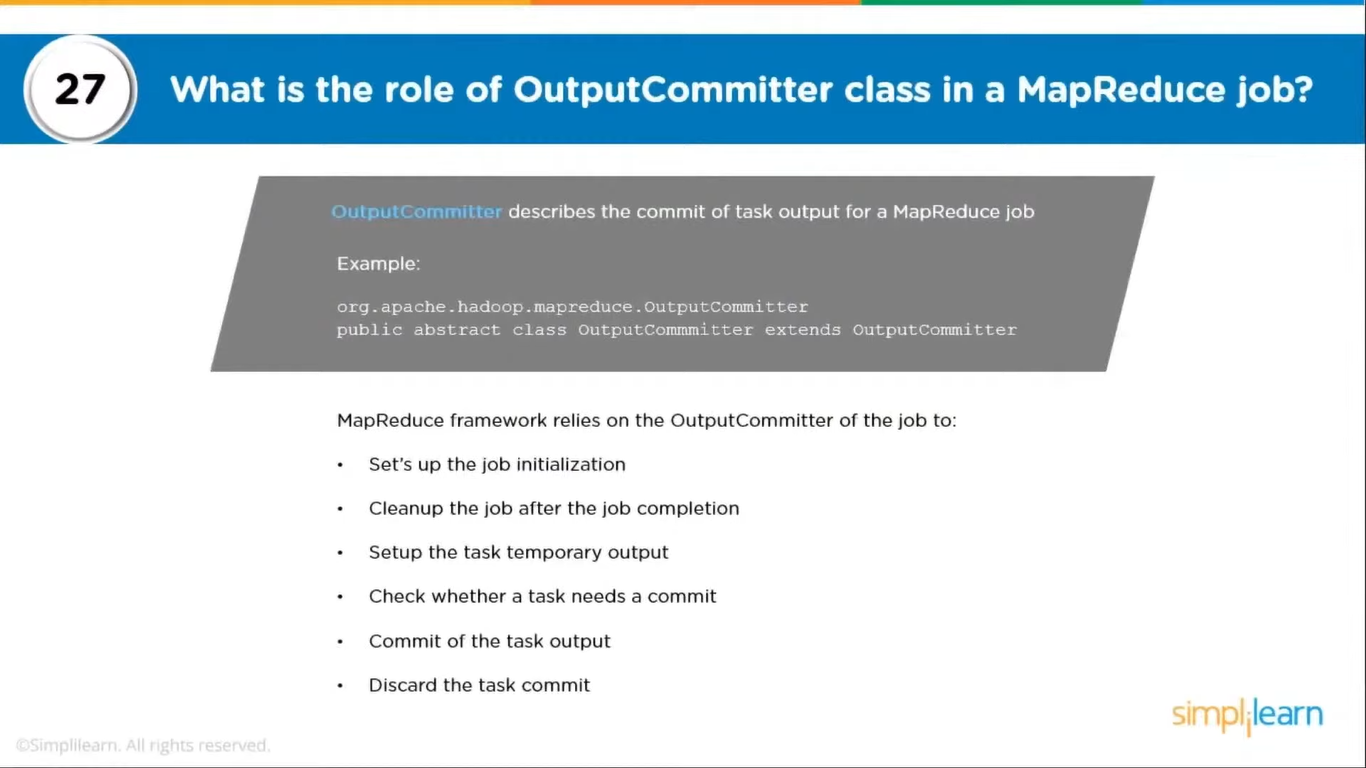 27
What is the role of OutputCommitter class in a MapReduce job?
OutputCommitter describes the commit of task output for a MapReduce job
Example:
org.apache.hadoop.mapreduce.OutputCommitter
public abstract class OutputCommmitter extends OutputCommitter
MapReduce framework relies on the OutputCommitter of the job to:
• Set's up the job initialization
• Cleanup the job after the job completion
• Setup the task temporary output
• Check whether a task needs a commit
• Commit of the task output
• Discard the task commit
simplilearn
©Simplilearn. All rights reserved.